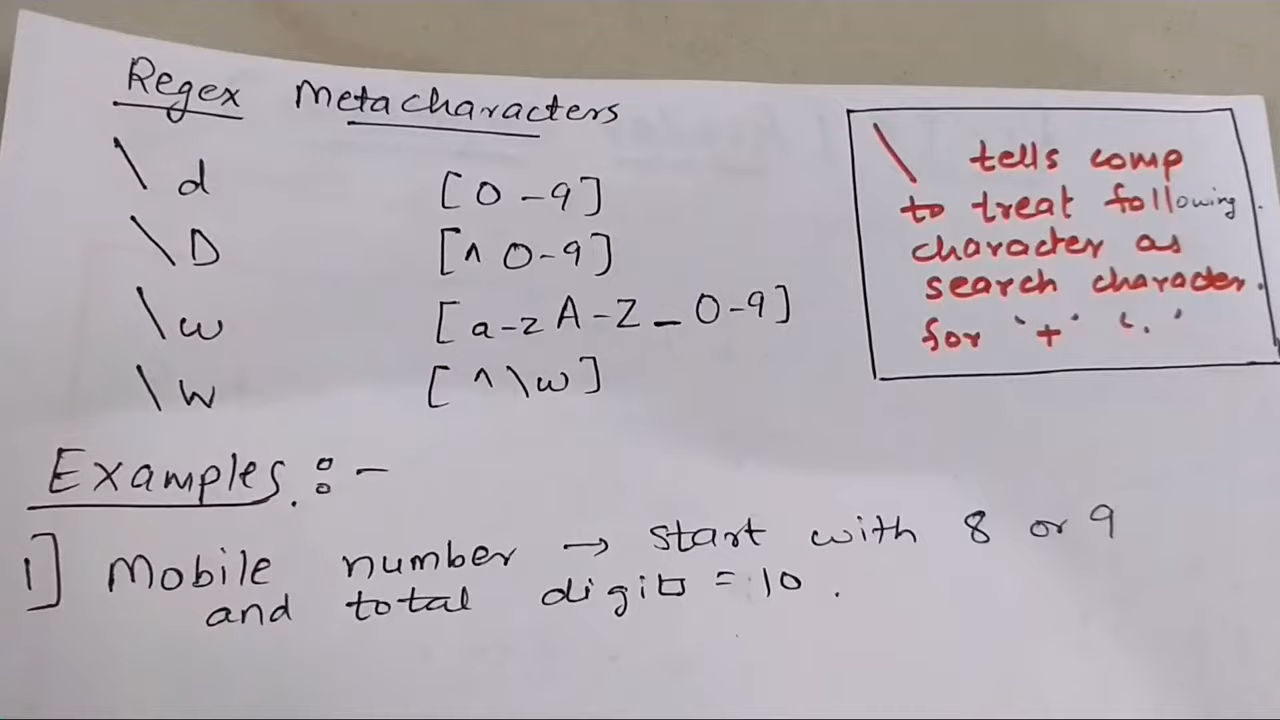 Regex Metacharacters
\d [0-9]
\D [^0-9]
\w [a-zA-Z_0-9]
\W [^\w]
\ tells comp
to treat following
character as
search character.
for '+' '.'
Examples. :-
1] Mobile number → start with 8 or 9
and total digits = 10.